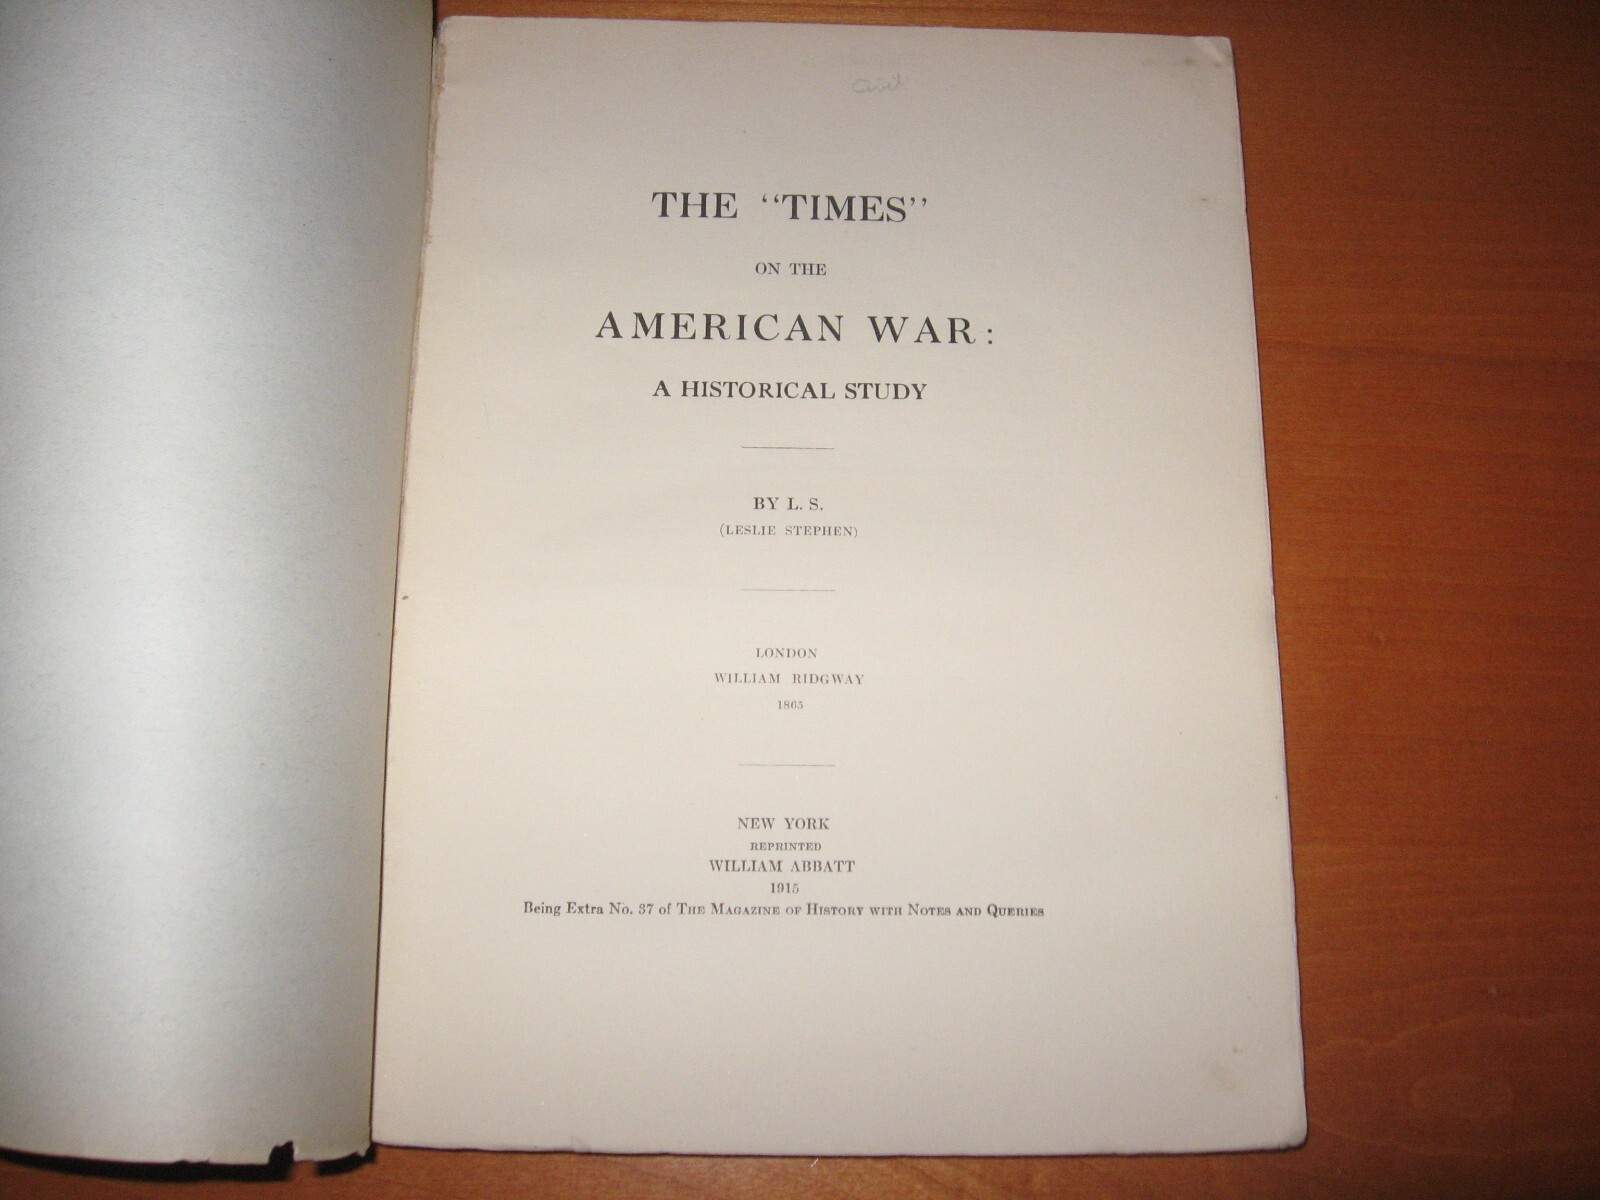 Civil
THE "TIMES"
ON THE
AMERICAN WAR:
A HISTORICAL STUDY
BY L. S.
(LESLIE STEPHEN)
LONDON
WILLIAM RIDGWAY
1865
NEW YORK
REPRINTED
WILLIAM ABBATT
1915
Being Extra No. 37 of THE MAGAZINE OF HISTORY WITH NOTES AND QUERIES